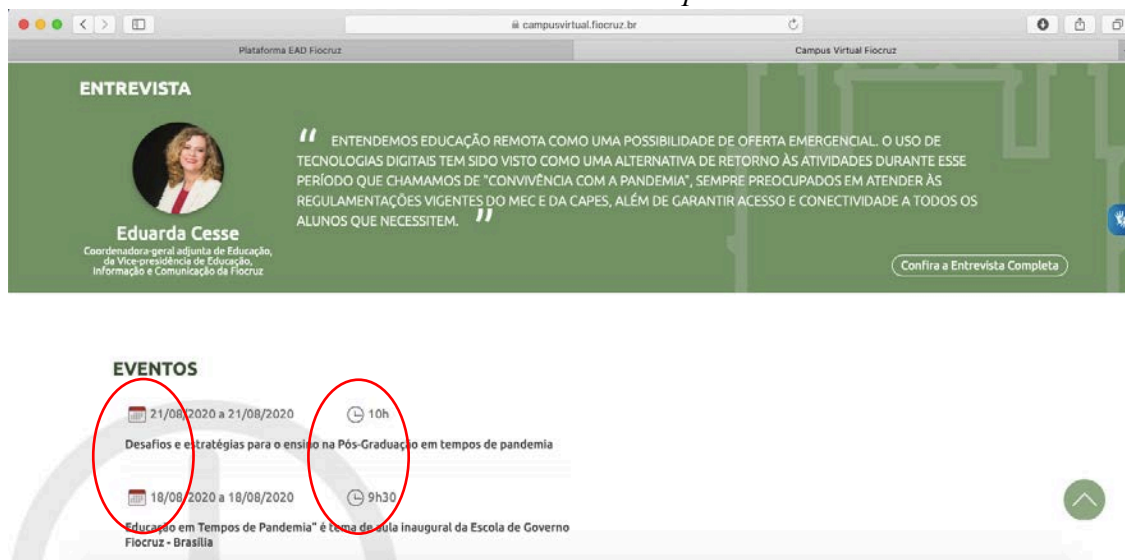 campusvirtual.fiocruz.br
Plataforma EAD Fiocruz
Campus Virtual Fiocruz
ENTREVISTA
“ ENTENDEMOS EDUCAÇÃO REMOTA COMO UMA POSSIBILIDADE DE OFERTA EMERGENCIAL. O USO DE
TECNOLOGIAS DIGITAIS TEM SIDO VISTO COMO UMA ALTERNATIVA DE RETORNO ÀS ATIVIDADES DURANTE ESSE
PERÍODO QUE CHAMAMOS DE "CONVIVÊNCIA COM A PANDEMIA", SEMPRE PREOCUPADOS EM ATENDER ÀS
REGULAMENTAÇÕES VIGENTES DO MEC E DA CAPES, ALÉM DE GARANTIR ACESSO E CONECTIVIDADE A TODOS OS
ALUNOS QUE NECESSITEM. ”
Eduarda Cesse
Coordenadora-geral adjunta de Educação,
da Vice-presidência de Educação,
Informação e Comunicação da Fiocruz
Confira a Entrevista Completa
EVENTOS
21/08/2020 a 21/08/2020 10h
Desafios e estratégias para o ensino na Pós-Graduação em tempos de pandemia
18/08/2020 a 18/08/2020 9h30
Educação em Tempos de Pandemia" é tema de aula inaugural da Escola de Governo
Fiocruz - Brasília